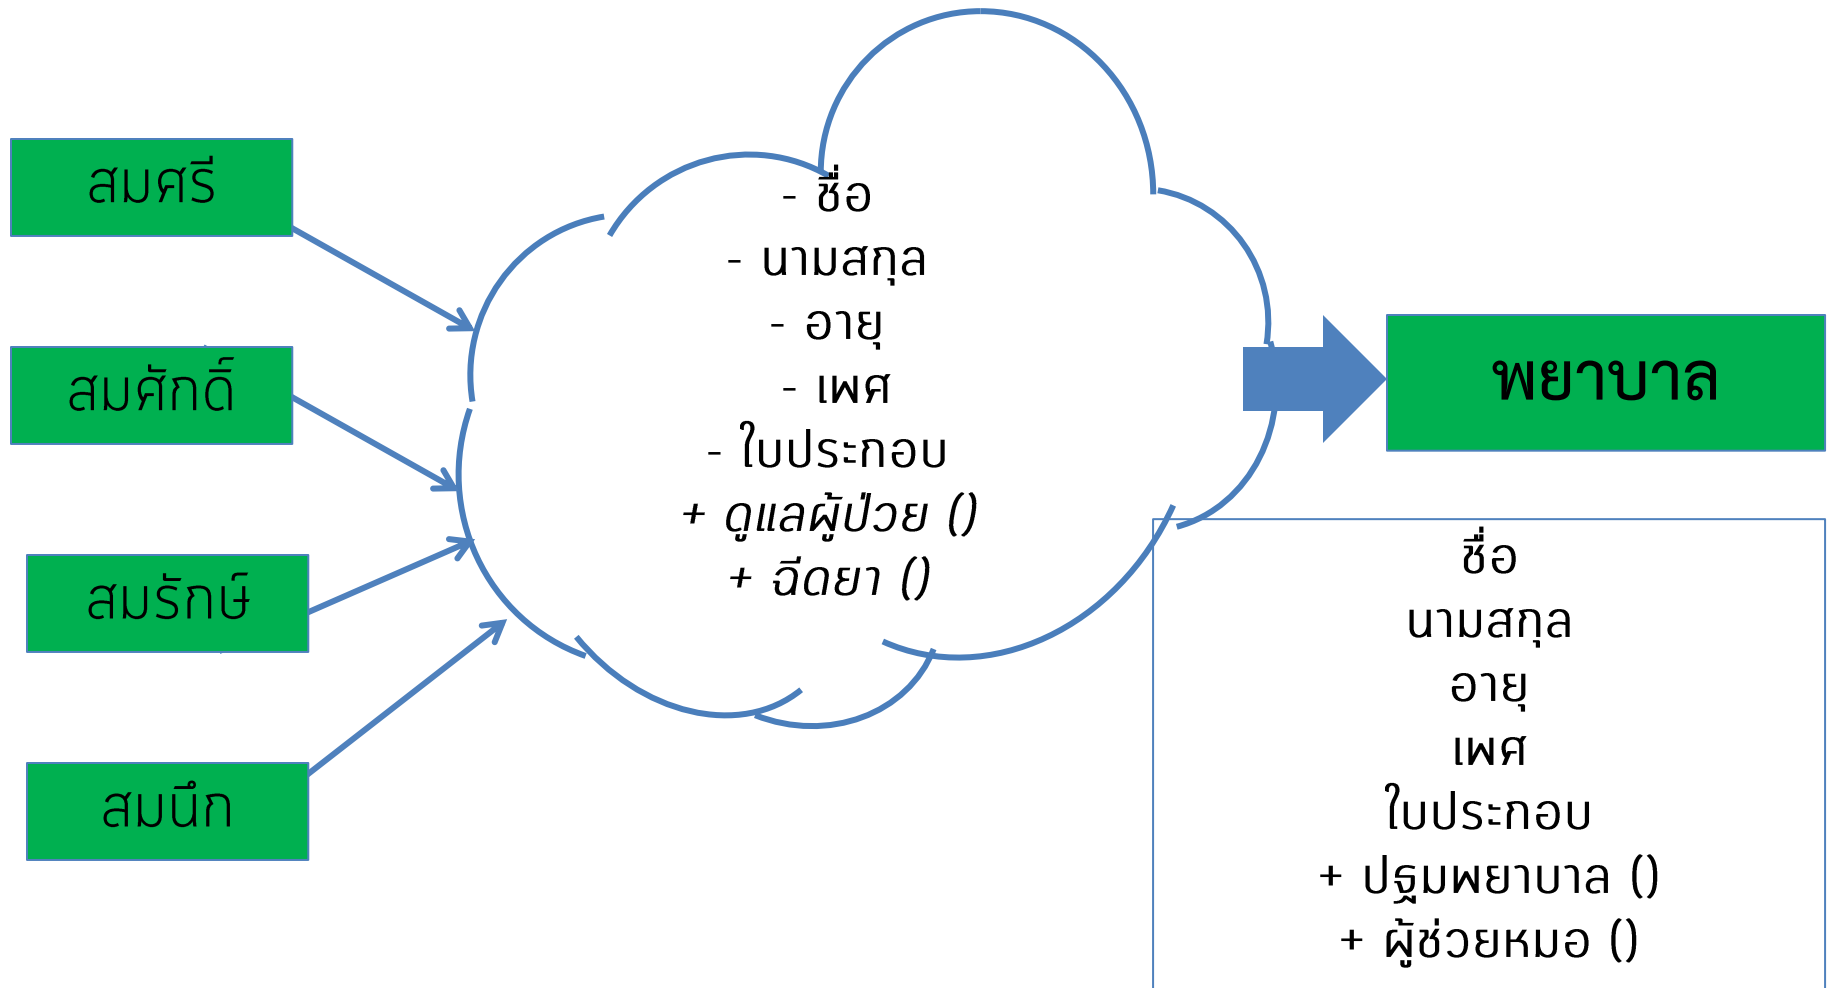 สมศรี
สมศักดิ์
สมรักษ์
สมนึก
- ชื่อ
- นามสกุล
- อายุ
- เพศ
- ใบประกอบ
+ ดูแลผู้ป่วย ()
+ ฉีดยา ()
พยาบาล
ชื่อ
นามสกุล
อายุ
เพศ
ใบประกอบ
+ ปฐมพยาบาล ()
+ ผู้ช่วยหมอ ()